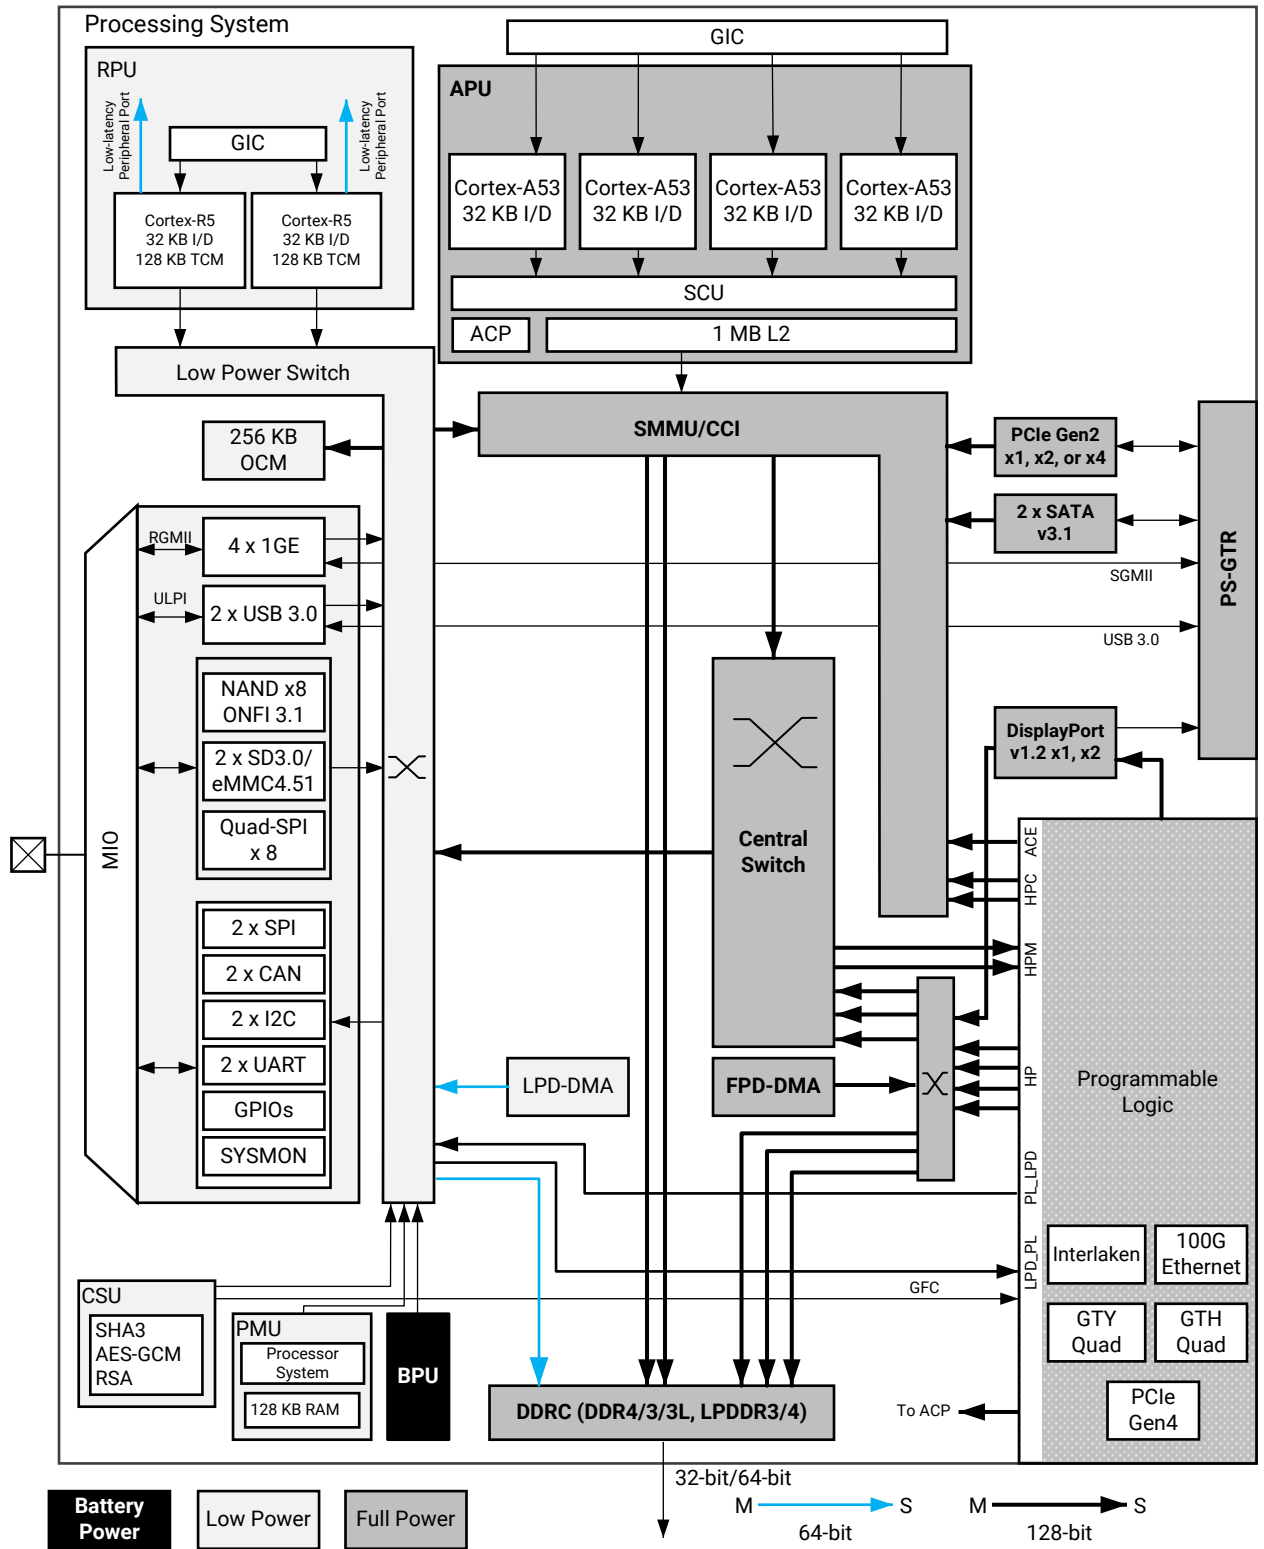 Processing System
RPU
Low-latency
Peripheral Port
Low-latency
Peripheral Port
GIC
Cortex-R5
32 KB I/D
128 KB TCM
Cortex-R5
32 KB I/D
128 KB TCM
GIC
APU
Cortex-A53
32 KB I/D
Cortex-A53
32 KB I/D
Cortex-A53
32 KB I/D
Cortex-A53
32 KB I/D
SCU
ACP
1 MB L2
Low Power Switch
256 KB
OCM
SMMU/CCI
PCIe Gen2
x1, x2, or x4
2 x SATA
v3.1
PS-GTR
RGMII
4 x 1GE
SGMII
ULPI
2 x USB 3.0
USB 3.0
NAND x8
ONFI 3.1
2 x SD3.0/
eMMC4.51
Quad-SPI
x 8
MIO
DisplayPort
v1.2 x1, x2
Central
Switch
ACE
HPC
HPM
HP
PL_LPD
LPD_PL
2 x SPI
2 x CAN
2 x I2C
2 x UART
GPIOs
SYSMON
LPD-DMA
FPD-DMA
Programmable
Logic
Interlaken
100G
Ethernet
GTY
Quad
GTH
Quad
PCIe
Gen4
GFC
To ACP
CSU
SHA3
AES-GCM
RSA
PMU
Processor
System
128 KB RAM
BPU
DDRC (DDR4/3/3L, LPDDR3/4)
32-bit/64-bit
Battery
Power
Low Power
Full Power
M
S
64-bit
M
S
128-bit